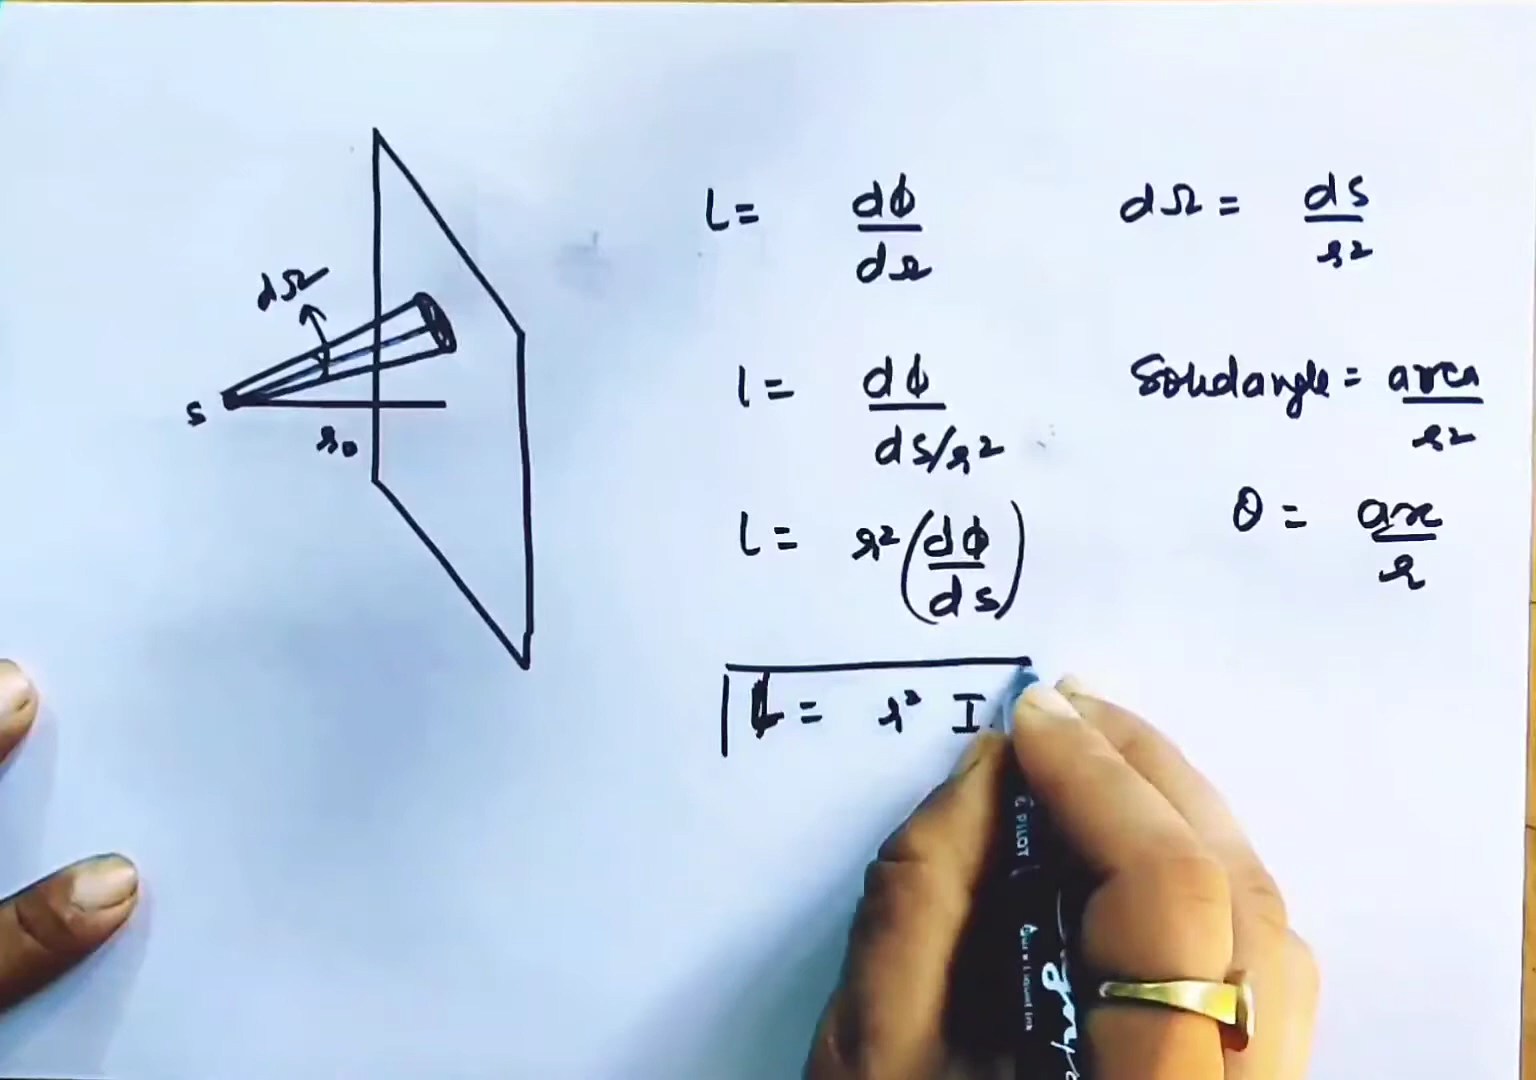 dΩ
S
r₀
L = dϕ/dΩ
dΩ = ds/r²
L = dϕ/ds/r²
Solid angle = area/r²
L = r² (dϕ/ds)
θ = arc/r
L = r² I
PILOT